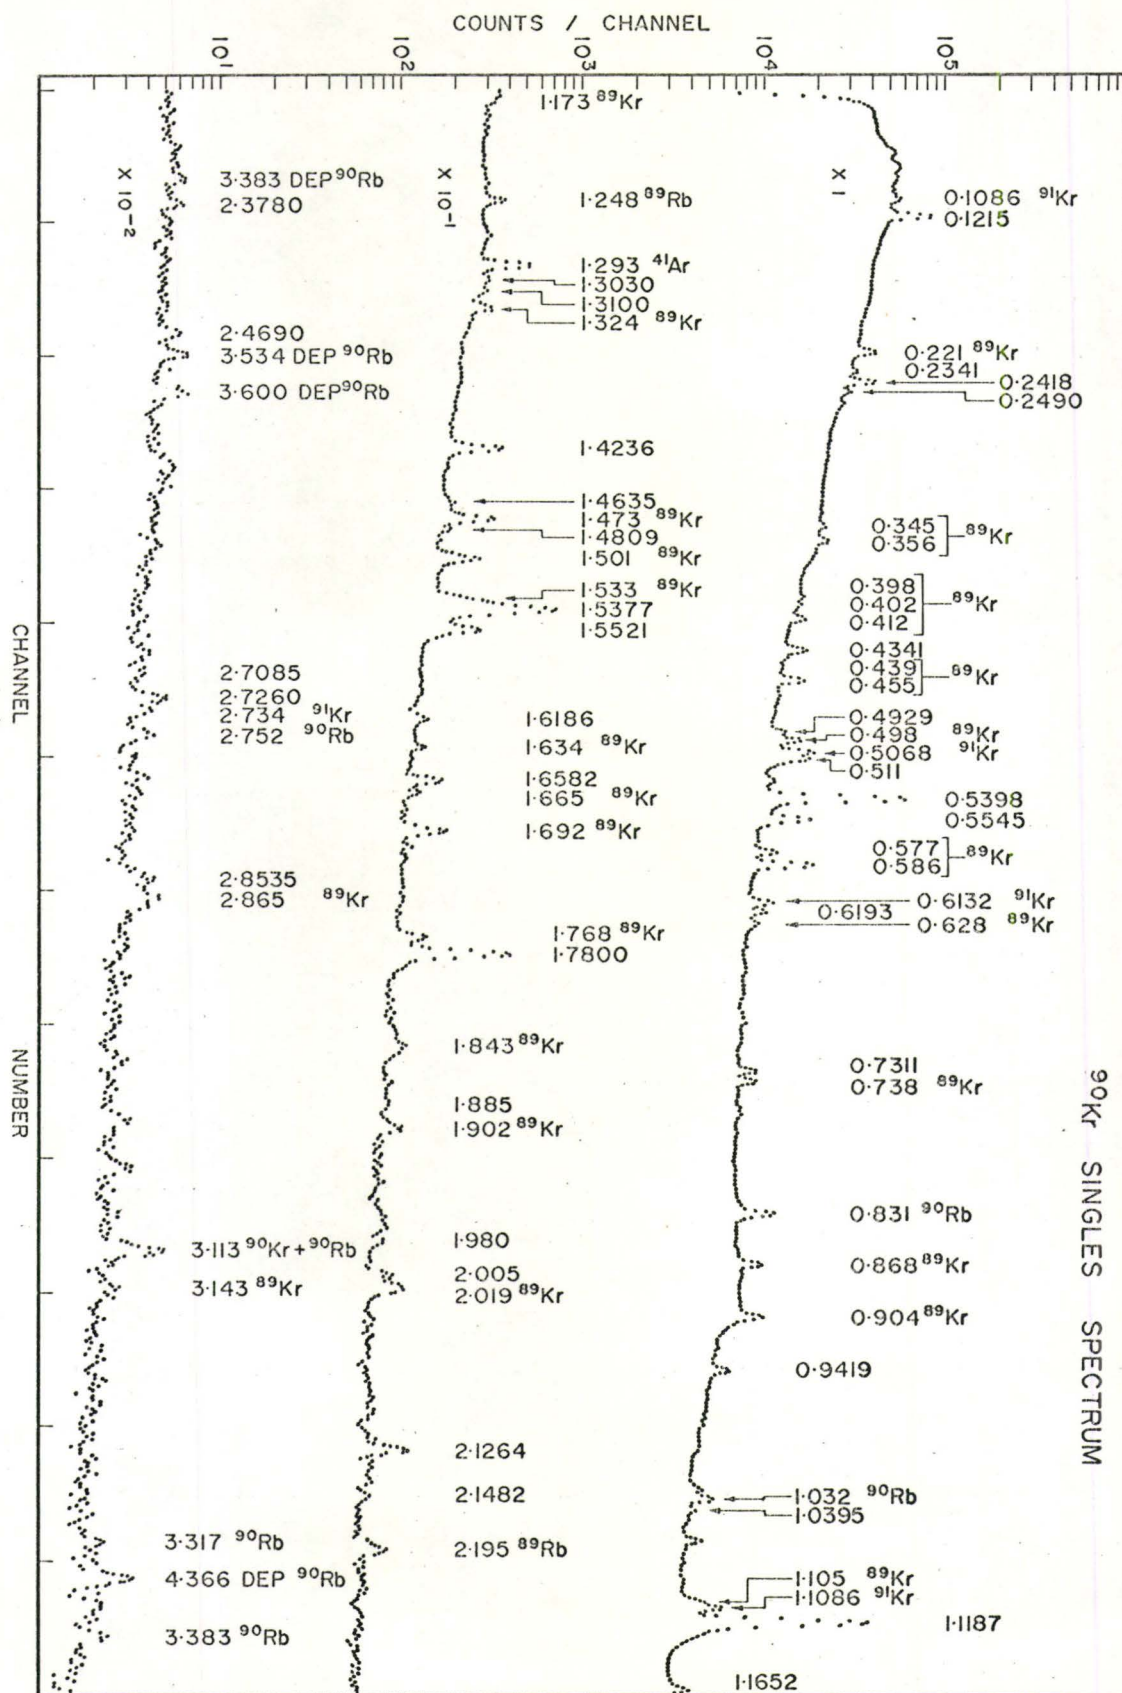 COUNTS / CHANNEL
10¹ 10² 10³ 10⁴ 10⁵
⁹⁰Kr SINGLES SPECTRUM
CHANNEL NUMBER
X 1
0.1086 ⁹¹Kr
0.1215
0.221 ⁸⁹Kr
0.2341
0.2418
0.2490
0.345
0.356
⁸⁹Kr
0.398
0.402
0.412
⁸⁹Kr
0.4341
0.439
0.455
⁸⁹Kr
0.4929
0.498 ⁸⁹Kr
0.5068 ⁹¹Kr
0.511
0.5398
0.5545
0.577
0.586
⁸⁹Kr
0.6132 ⁹¹Kr
0.6193
0.628 ⁸⁹Kr
0.7311
0.738 ⁸⁹Kr
0.831 ⁹⁰Rb
0.868 ⁸⁹Kr
0.904 ⁸⁹Kr
0.9419
1.032 ⁹⁰Rb
1.0395
1.105 ⁸⁹Kr
1.1086 ⁹¹Kr
1.1187
1.1652
X 10⁻¹
1.173 ⁸⁹Kr
1.248 ⁸⁹Rb
1.293 ⁴¹Ar
1.3030
1.3100
1.324 ⁸⁹Kr
1.4236
1.4635
1.473 ⁸⁹Kr
1.4809
1.501 ⁸⁹Kr
1.533 ⁸⁹Kr
1.5377
1.5521
1.6186
1.634 ⁸⁹Kr
1.6582
1.665 ⁸⁹Kr
1.692 ⁸⁹Kr
1.768 ⁸⁹Kr
1.7800
1.843 ⁸⁹Kr
1.885
1.902 ⁸⁹Kr
1.980
2.005
2.019 ⁸⁹Kr
2.1264
2.1482
2.195 ⁸⁹Rb
X 10⁻²
3.383 DEP ⁹⁰Rb
2.3780
2.4690
3.534 DEP ⁹⁰Rb
3.600 DEP ⁹⁰Rb
2.7085
2.7260
2.734 ⁹¹Kr
2.752 ⁹⁰Rb
2.8535
2.865 ⁸⁹Kr
3.113 ⁹⁰Kr + ⁹⁰Rb
3.143 ⁸⁹Kr
3.317 ⁹⁰Rb
4.366 DEP ⁹⁰Rb
3.383 ⁹⁰Rb